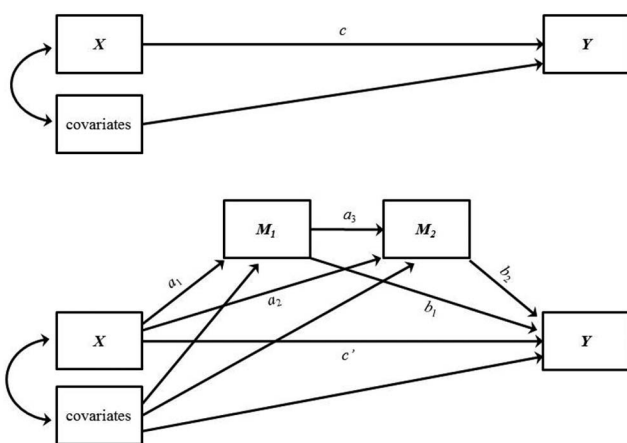 X
c
Y
covariates
M1
a3
M2
a1
a2
b1
b2
X
c'
Y
covariates